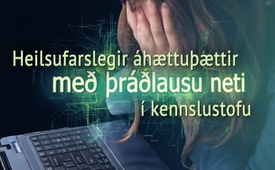 Heilsufarslegir áhættuþættir
með þráðlausu neti
í kennslustofu